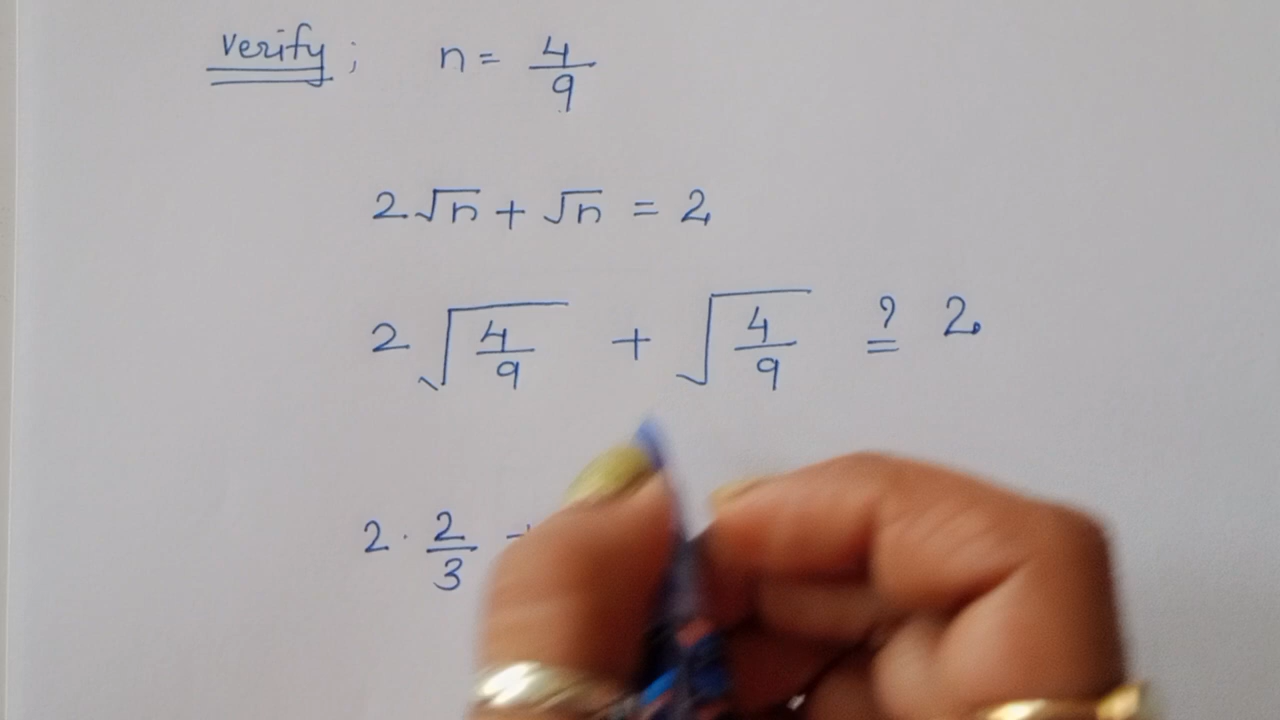 Verify; n = 4/9
2√n + √n = 2
2√(4/9) + √(4/9) ?= 2
2 · 2/3